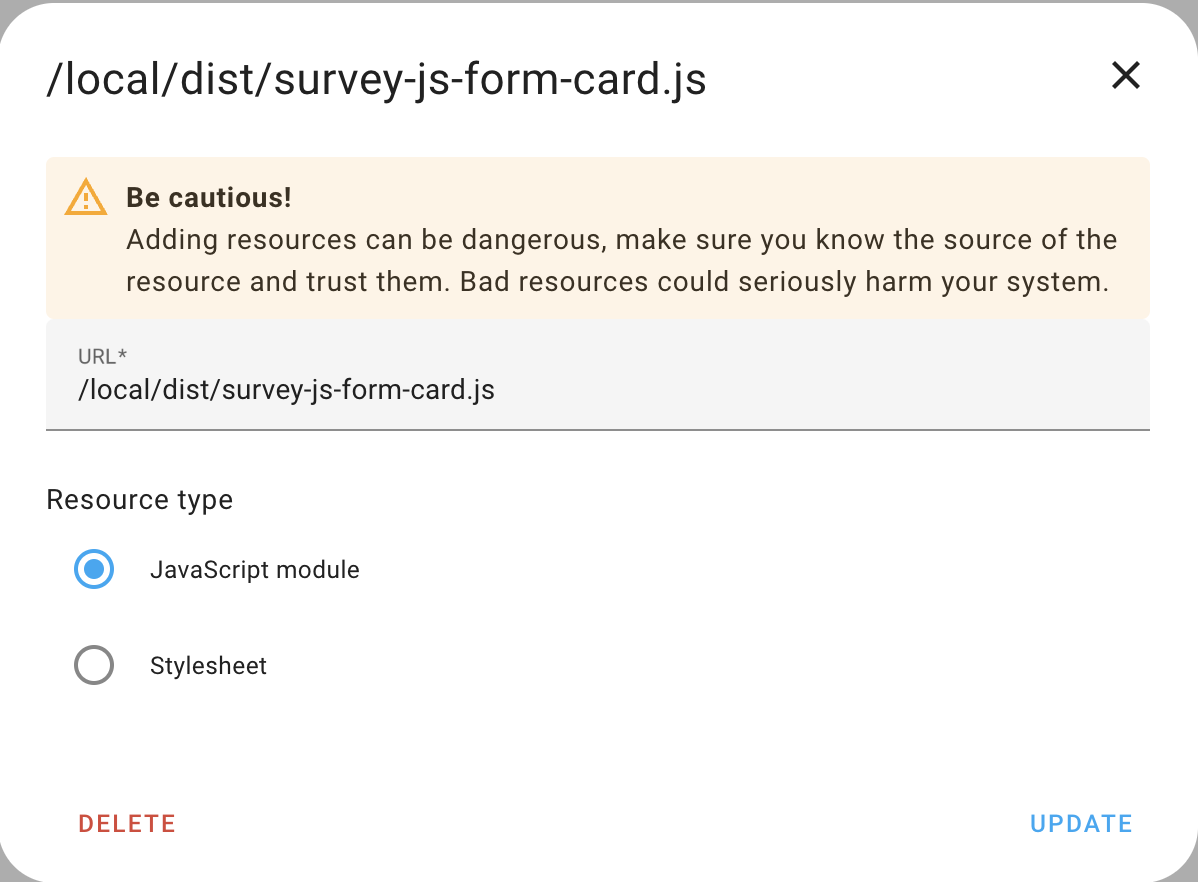 /local/dist/survey-js-form-card.js
Be cautious!
Adding resources can be dangerous, make sure you know the source of the
resource and trust them. Bad resources could seriously harm your system.
URL*
/local/dist/survey-js-form-card.js
Resource type
JavaScript module
Stylesheet
DELETE
UPDATE